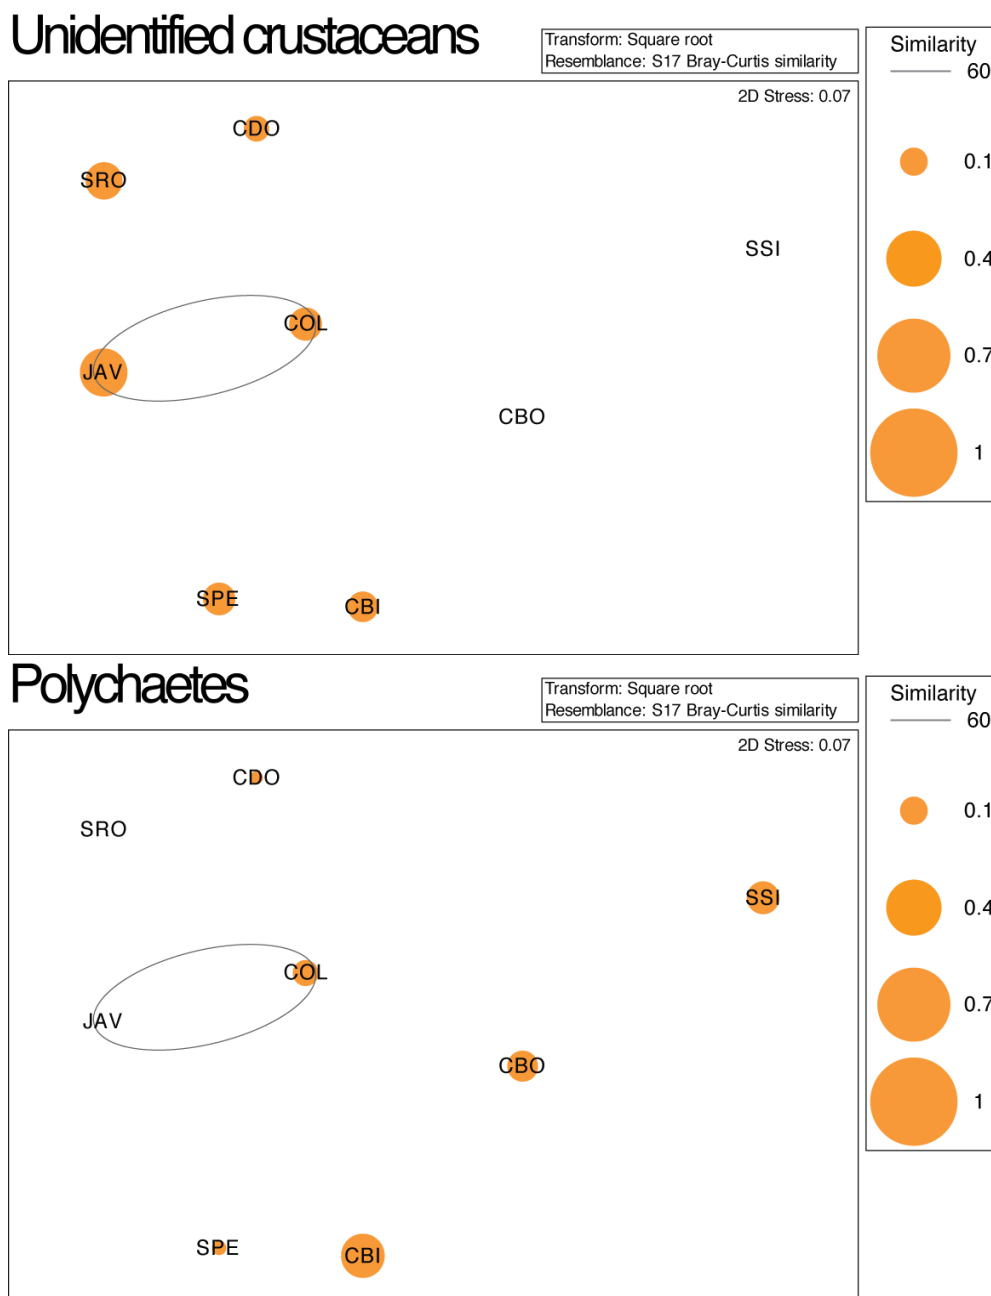 Unidentified crustaceans
Transform: Square root
Resemblance: S17 Bray-Curtis similarity
2D Stress: 0.07
Similarity
60
0.1
0.4
0.7
1
CDO
SRO
SSI
COL
JAV
CBO
SPE
CBI
Polychaetes
Transform: Square root
Resemblance: S17 Bray-Curtis similarity
2D Stress: 0.07
Similarity
60
0.1
0.4
0.7
1
CDO
SRO
SSI
COL
JAV
CBO
SPE
CBI